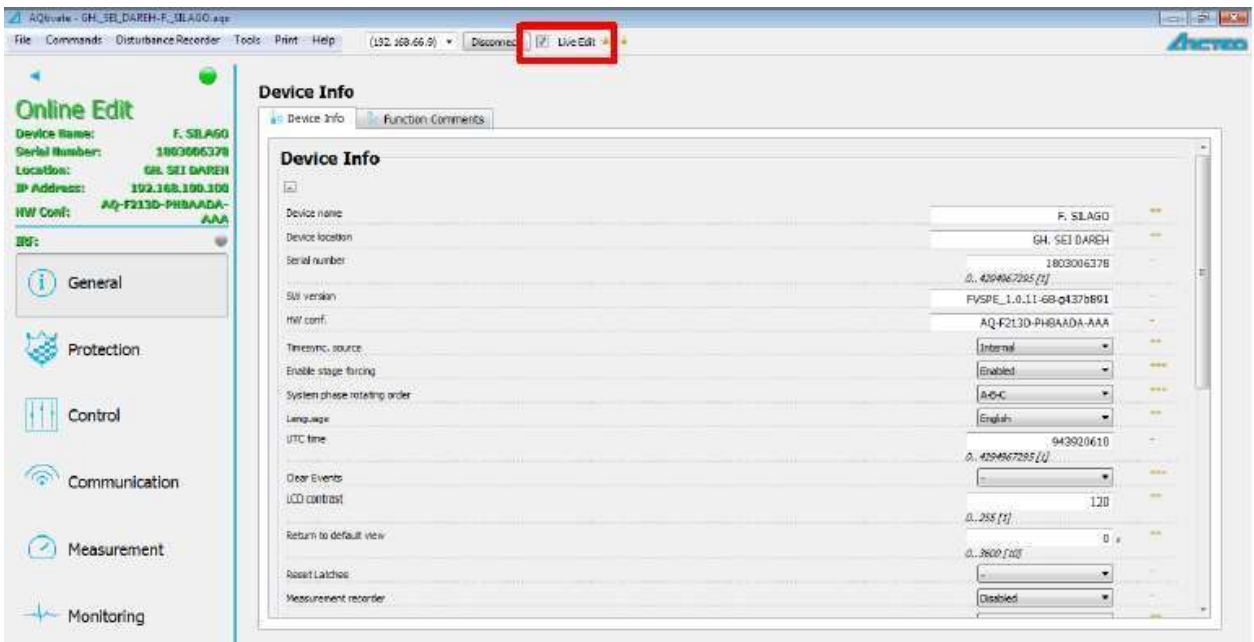 AQtivate - GH_SEI_DAREH-F._SILAGO.aqs
File Commands Disturbance Recorder Tools Print Help (192.168.66.9) Disconnect Live Edit
ARCTEQ
Online Edit
Device Name: F. SILAGO
Serial Number: 1803006378
Location: GH. SEI DAREH
IP Address: 192.168.100.100
HW Conf: AQ-F213D-PHBAADA-AAA
IRF:
General
Protection
Control
Communication
Measurement
Monitoring
Device Info
Device Info Function Comments
Device Info
Device name F. SILAGO
Device location GH. SEI DAREH
Serial number 1803006378
0..4294967295 [1]
SW version FVSPE_1.0.11-68-g437b891
HW conf. AQ-F213D-PHBAADA-AAA
Timesync. source Internal
Enable stage forcing Enabled
System phase rotating order A-B-C
Language English
UTC time 943920610
0..4294967295 [1]
Clear Events -
LCD contrast 120
0..255 [1]
Return to default view 0 s
0..3600 [10]
Reset Latches -
Measurement recorder Disabled